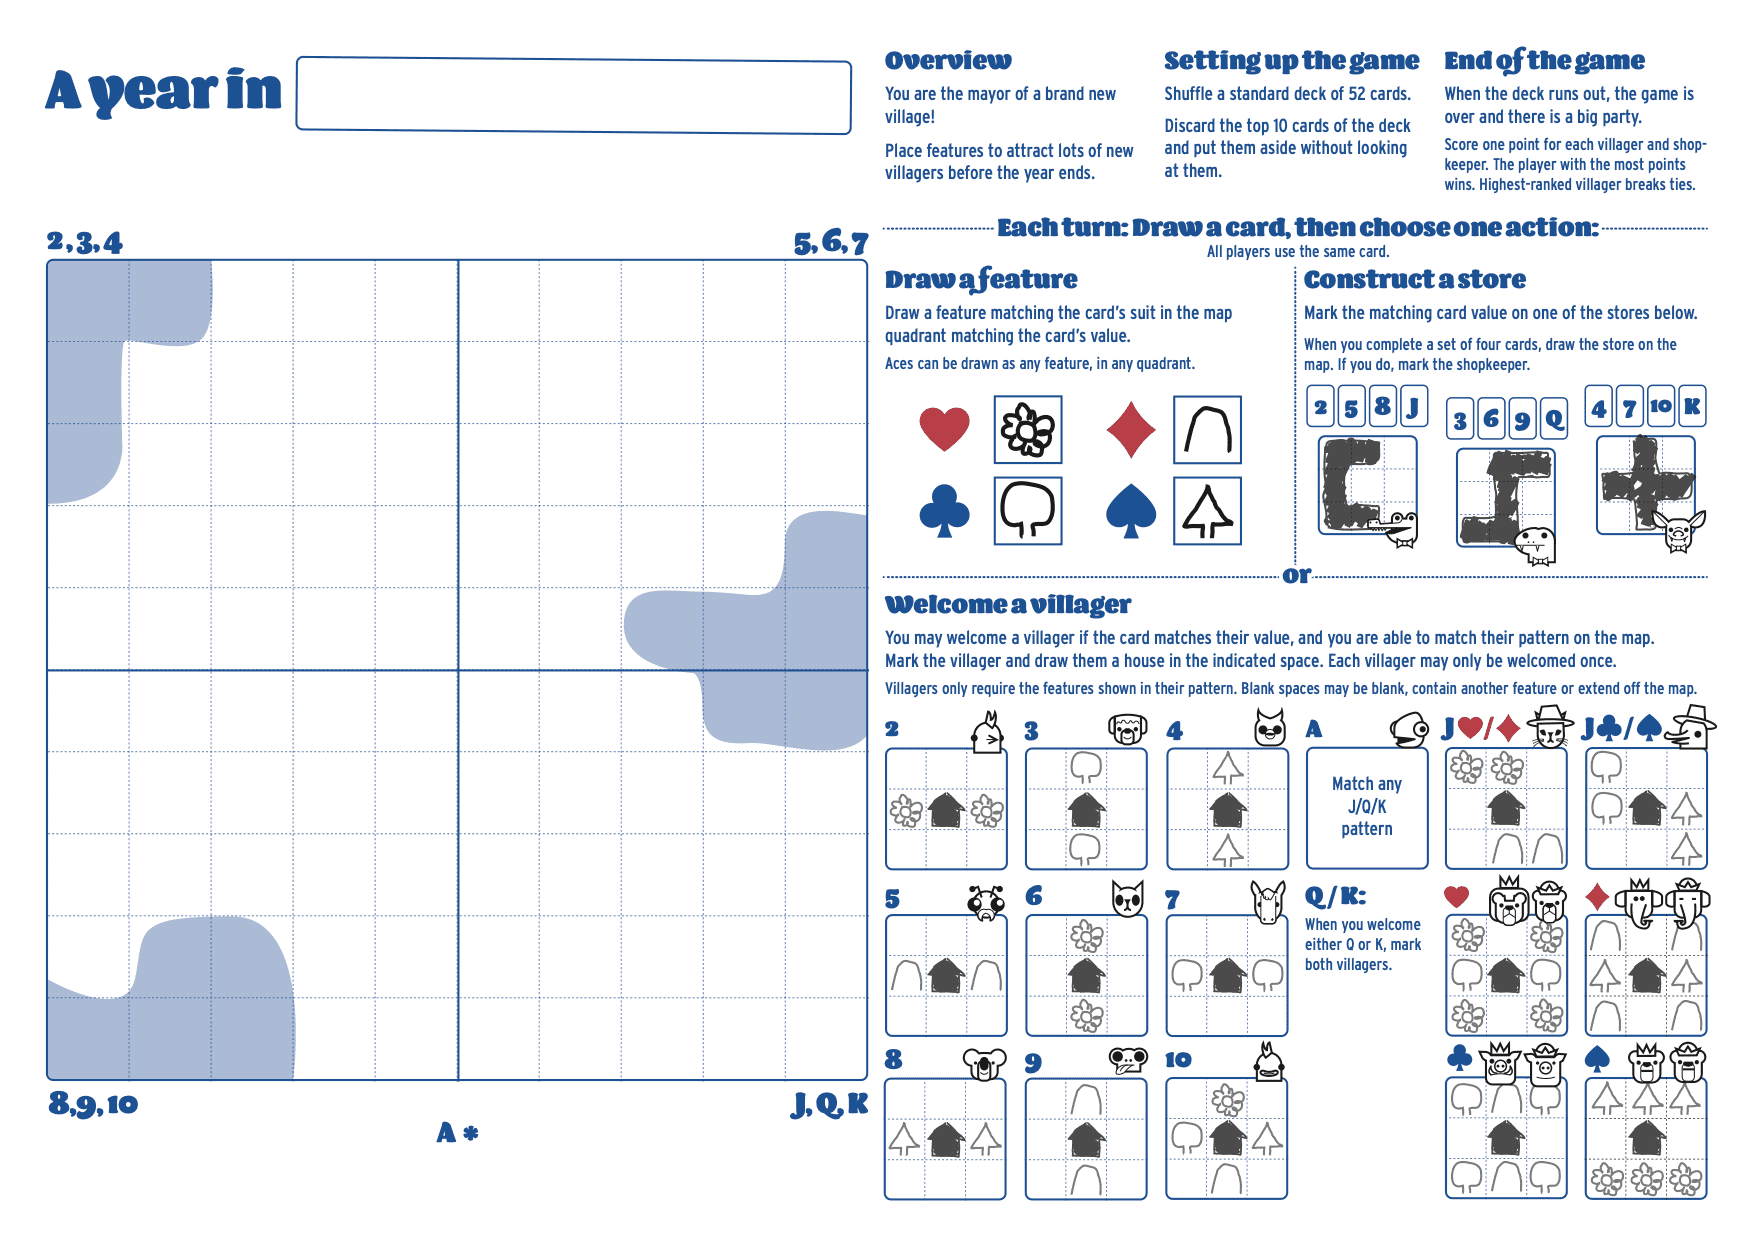 A year in
2, 3, 4
5, 6, 7
8, 9, 10
J, Q, K
A *
Overview
You are the mayor of a brand new
village!
Place features to attract lots of new
villagers before the year ends.
Setting up the game
Shuffle a standard deck of 52 cards.
Discard the top 10 cards of the deck
and put them aside without looking
at them.
End of the game
When the deck runs out, the game is
over and there is a big party.
Score one point for each villager and shop-
keeper. The player with the most points
wins. Highest-ranked villager breaks ties.
Each turn: Draw a card, then choose one action:
All players use the same card.
Draw a feature
Draw a feature matching the card's suit in the map
quadrant matching the card's value.
Aces can be drawn as any feature, in any quadrant.
Construct a store
Mark the matching card value on one of the stores below.
When you complete a set of four cards, draw the store on the
map. If you do, mark the shopkeeper.
2 5 8 J
3 6 9 Q
4 7 10 K
or
Welcome a villager
You may welcome a villager if the card matches their value, and you are able to match their pattern on the map.
Mark the villager and draw them a house in the indicated space. Each villager may only be welcomed once.
Villagers only require the features shown in their pattern. Blank spaces may be blank, contain another feature or extend off the map.
2
3
4
A
Match any
J/Q/K
pattern
J♥/♦
J♣/♠
5
6
7
Q/K:
When you welcome
either Q or K, mark
both villagers.
♥
♦
8
9
10
♣
♠